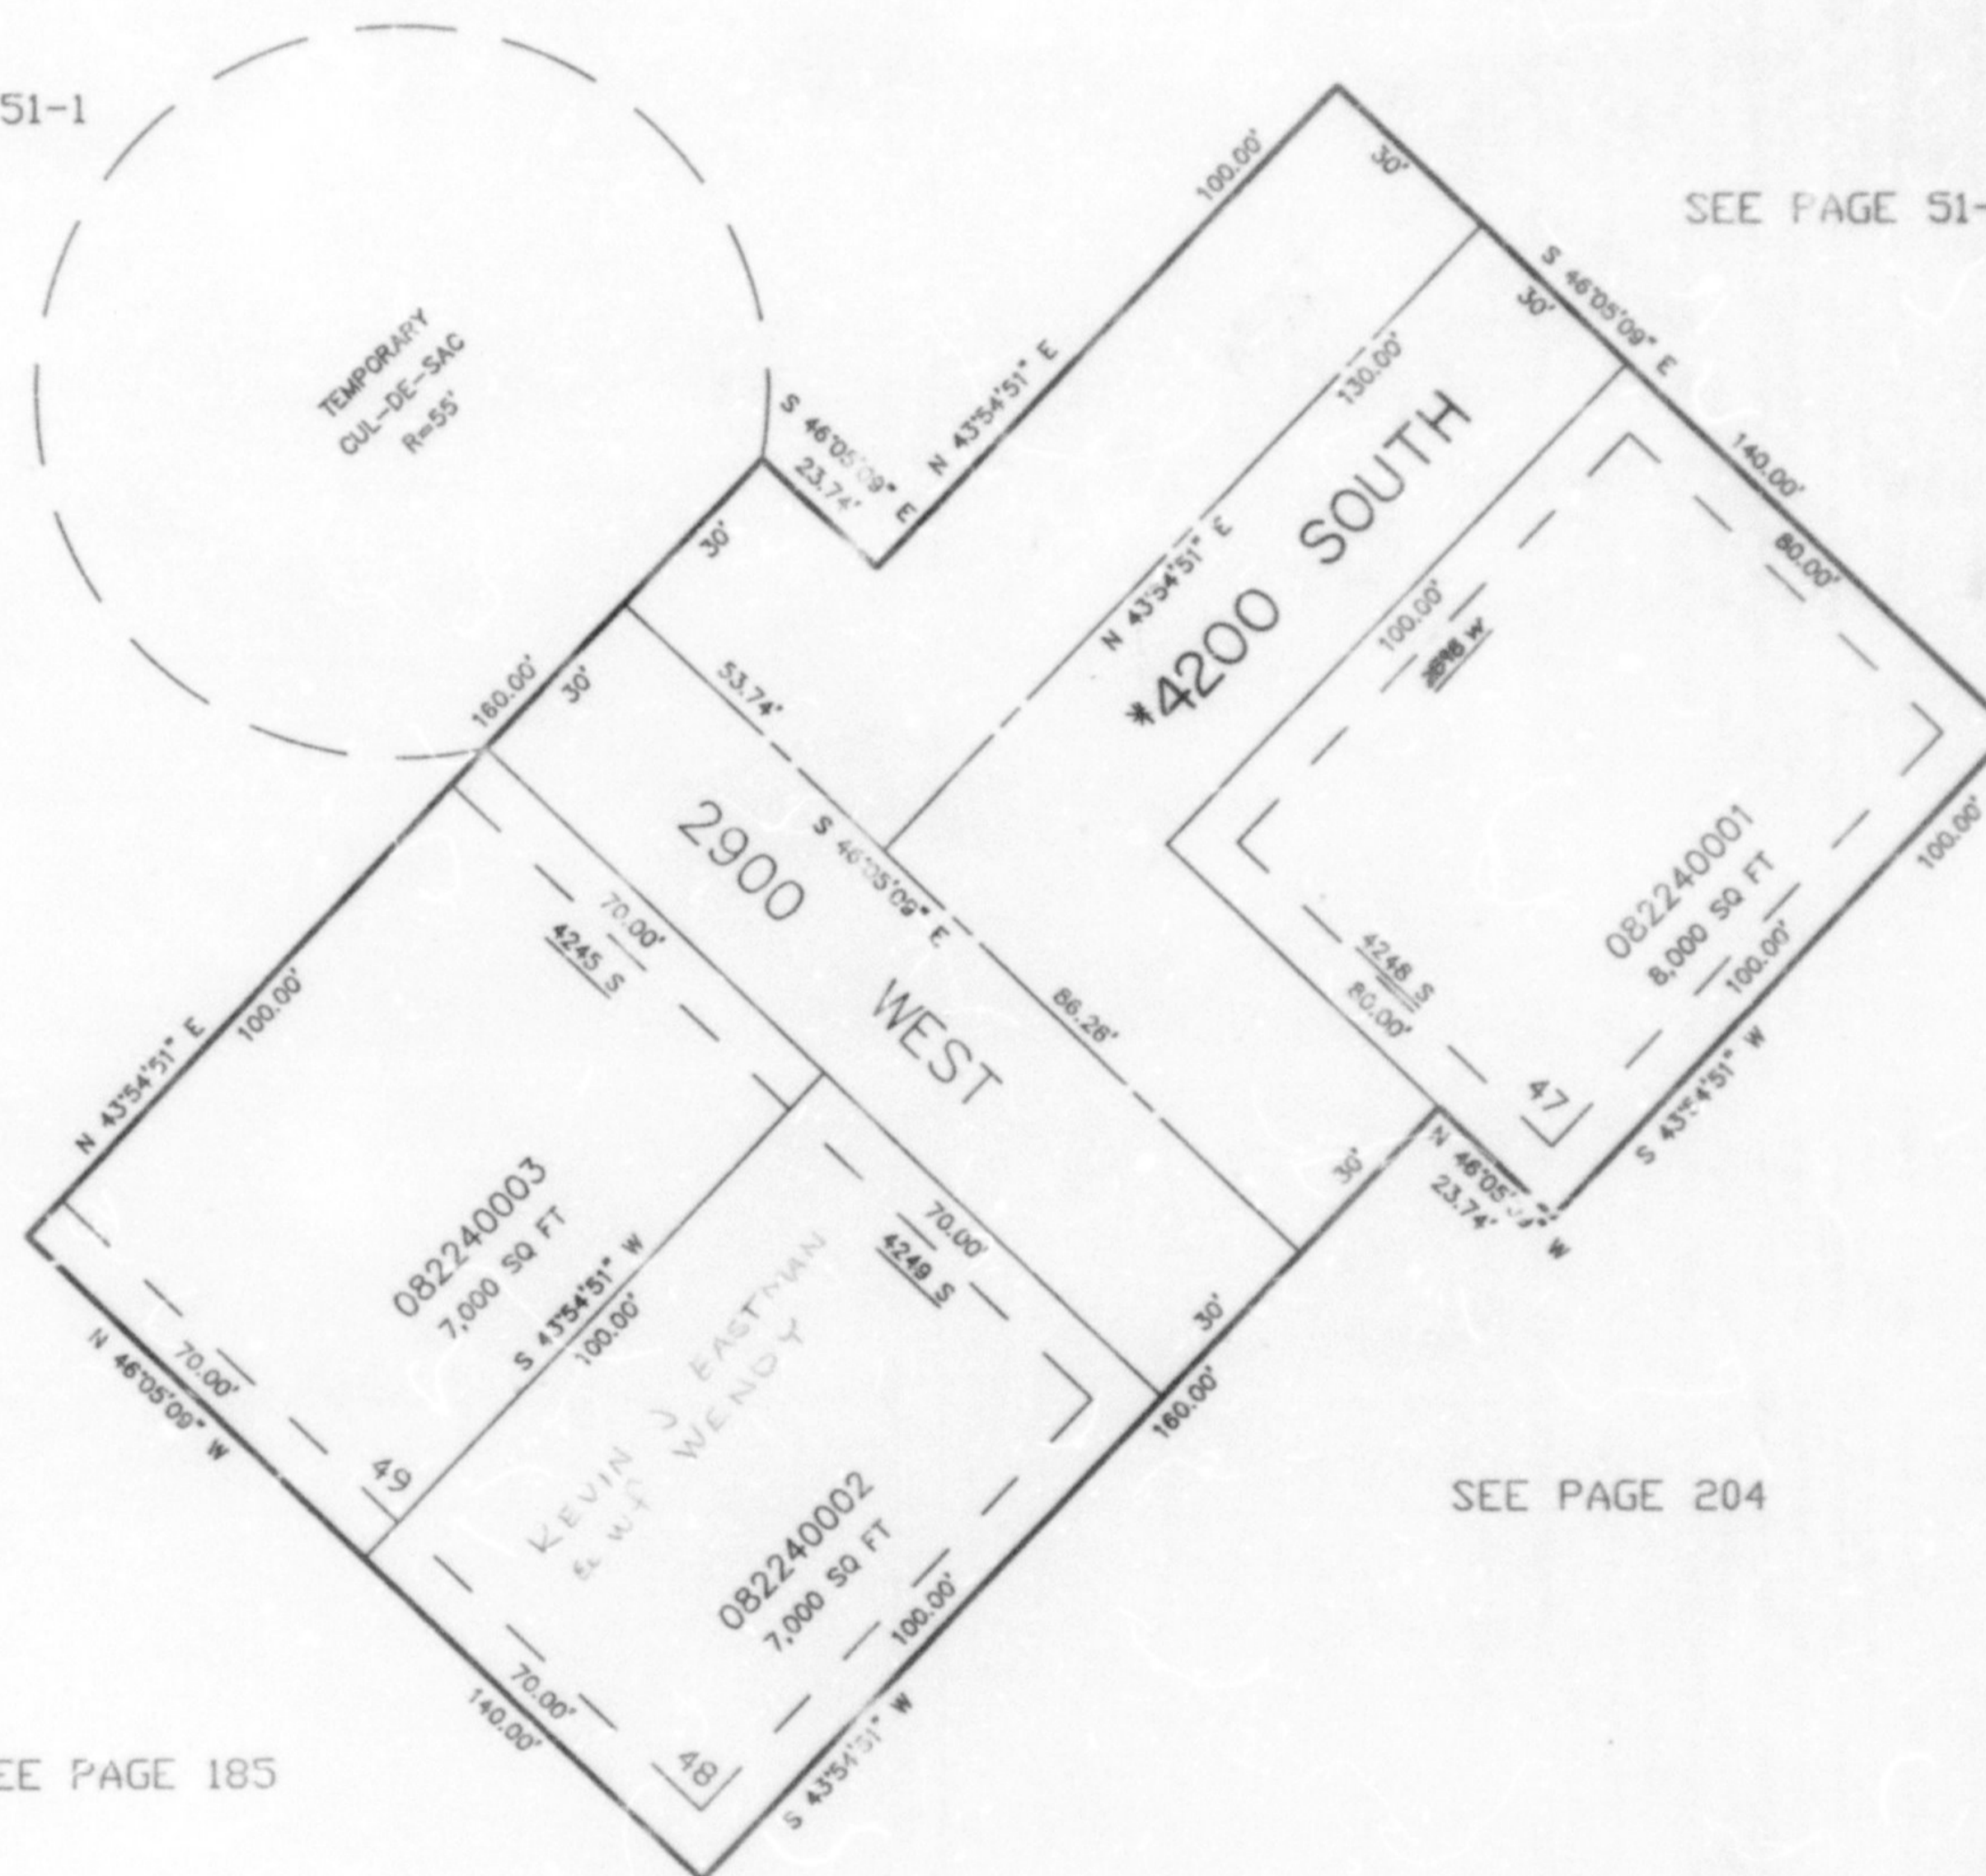 51-1
SEE PAGE 51-
TEMPORARY
CUL-DE-SAC
R=55'
100.00'
30'
S 46°05'09" E
30'
130.00'
N 43°54'51" E
S 46°05'09" E
23.74'
N 43°54'51" E
*4200 SOUTH
140.00'
80.00'
100.00'
30'
30'
160.00'
53.74'
S 46°05'09" E
86.26'
2900
WEST
082240001
8,000 SQ FT
100.00'
100.00'
4248 S
80.00'
47
S 43°54'51" W
23.74'
70.00'
4245 S
100.00'
N 43°54'51" E
082240003
7,000 SQ FT
S 43°54'51" W
100.00'
30'
30'
70.00'
4249 S
160.00'
N 46°05'09" W
70.00'
49
KEVIN J EASTMAN
& Wf WENDY
082240002
7,000 SQ FT
100.00'
70.00'
140.00'
48
S 43°54'51" W
SEE PAGE 204
EE PAGE 185